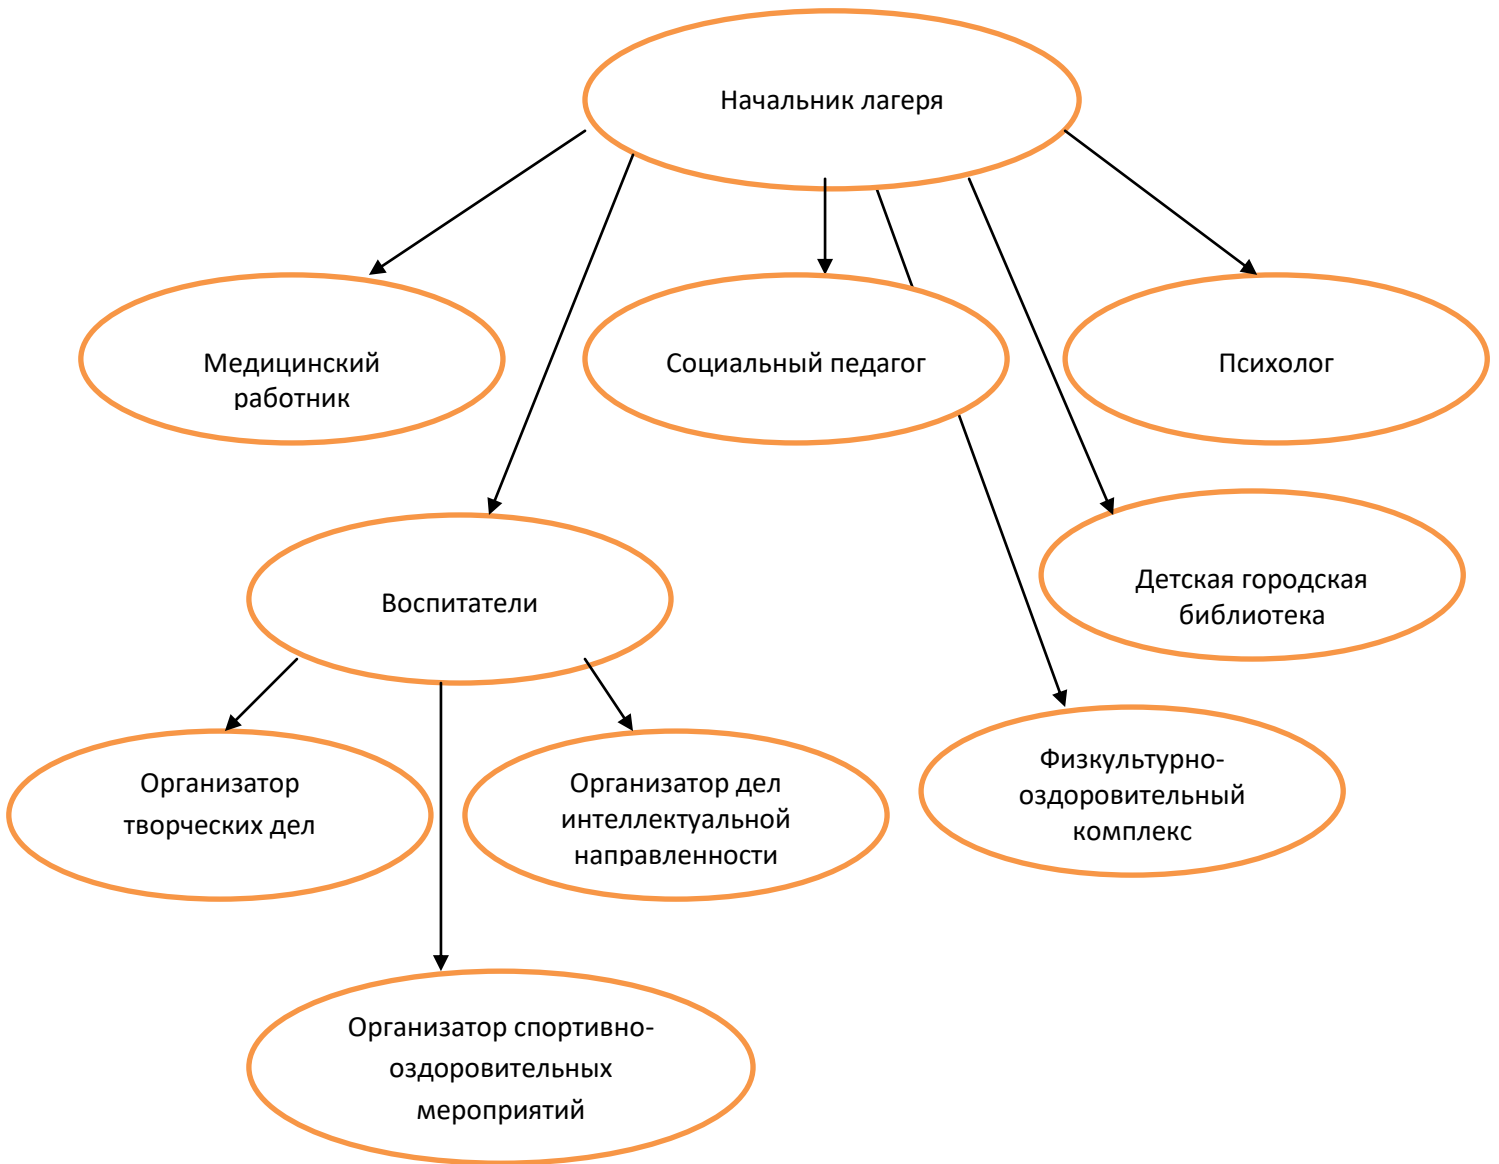 Начальник лагеря
Медицинский
работник
Социальный педагог
Психолог
Детская городская
библиотека
Воспитатели
Организатор
творческих дел
Организатор дел
интеллектуальной
направленности
Физкультурно-
оздоровительный
комплекс
Организатор спортивно-
оздоровительных
мероприятий